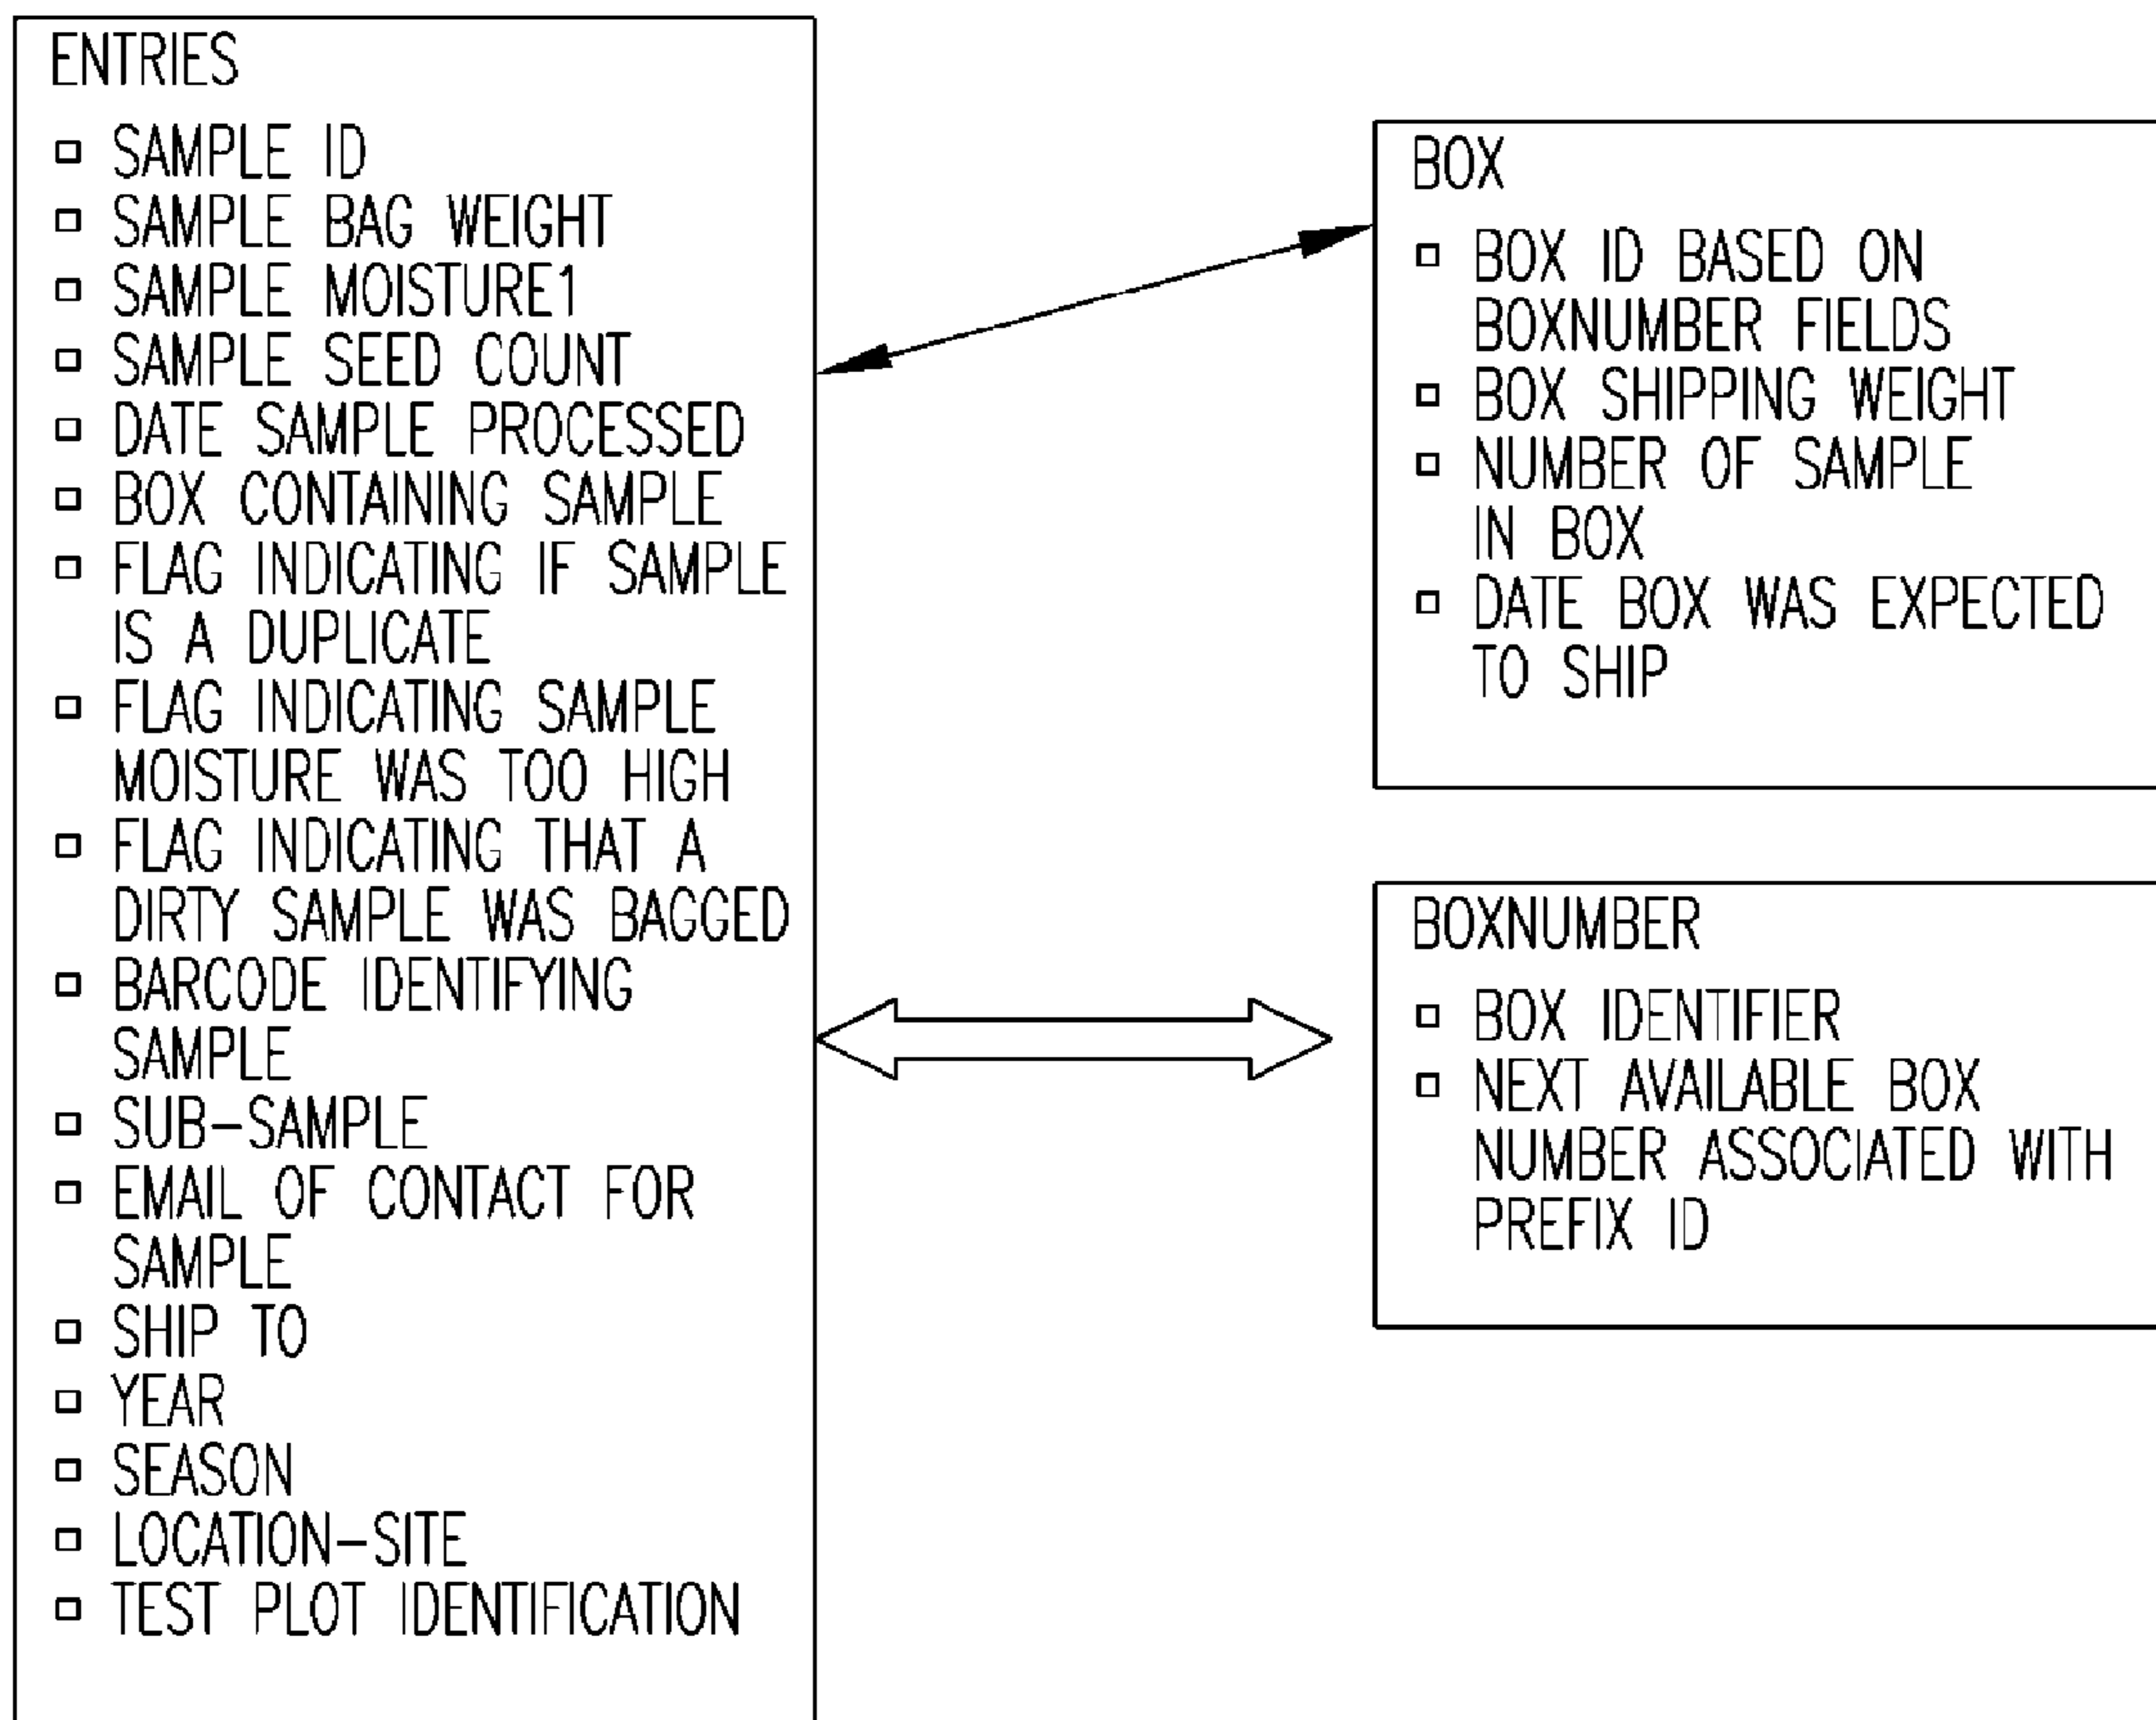 ENTRIES
SAMPLE ID
SAMPLE BAG WEIGHT
SAMPLE MOISTURE1
SAMPLE SEED COUNT
DATE SAMPLE PROCESSED
BOX CONTAINING SAMPLE
FLAG INDICATING IF SAMPLE
IS A DUPLICATE
FLAG INDICATING SAMPLE
MOISTURE WAS TOO HIGH
FLAG INDICATING THAT A
DIRTY SAMPLE WAS BAGGED
BARCODE IDENTIFYING
SAMPLE
SUB-SAMPLE
EMAIL OF CONTACT FOR
SAMPLE
SHIP TO
YEAR
SEASON
LOCATION-SITE
TEST PLOT IDENTIFICATION
BOX
BOX ID BASED ON
BOXNUMBER FIELDS
BOX SHIPPING WEIGHT
NUMBER OF SAMPLE
IN BOX
DATE BOX WAS EXPECTED
TO SHIP
BOXNUMBER
BOX IDENTIFIER
NEXT AVAILABLE BOX
NUMBER ASSOCIATED WITH
PREFIX ID